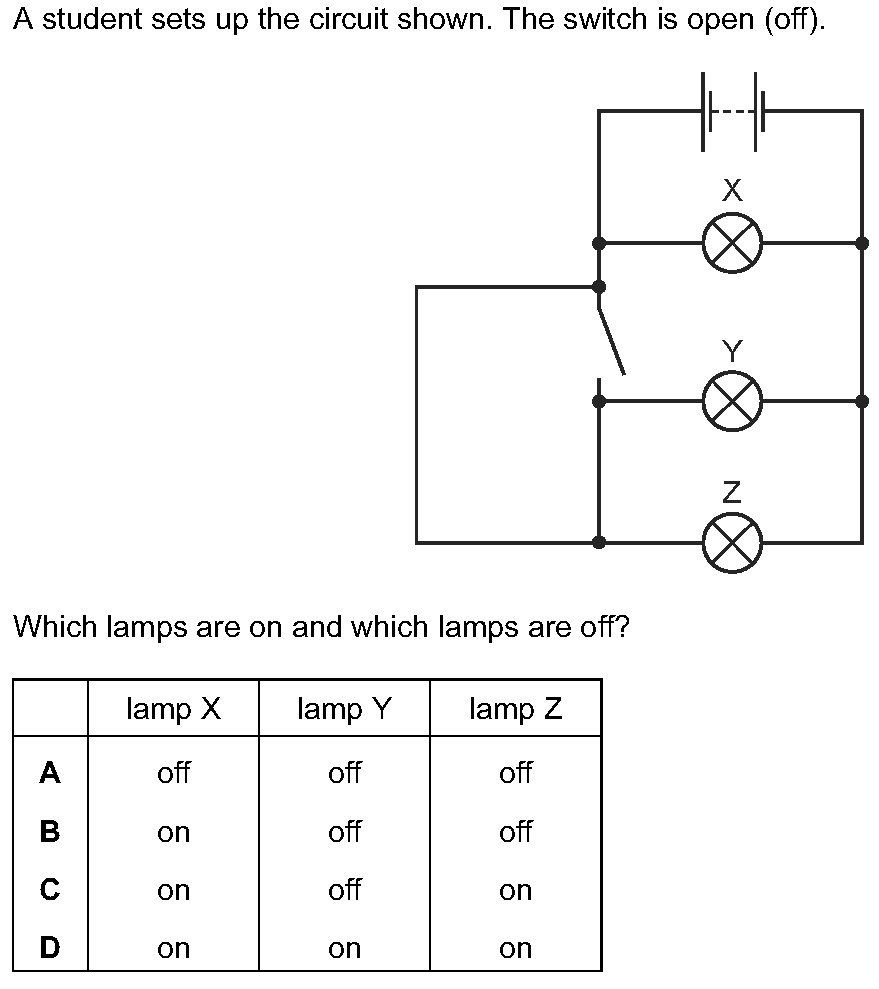 A student sets up the circuit shown. The switch is open (off).
X
Y
Z
Which lamps are on and which lamps are off?
lamp X lamp Y lamp Z
A off off off
B on off off
C on off on
D on on on